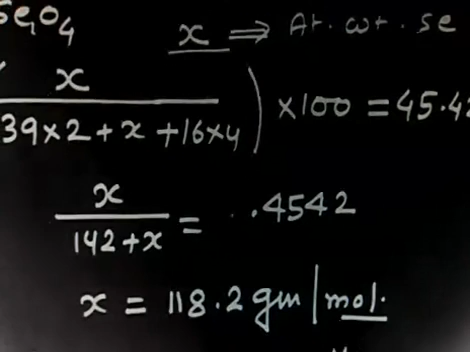 SeO4 x ⇒ At. wt. se
x
39×2+x+16×4 ) ×100 = 45.42
x
142+x = ..4542
x = 118.2 gm/mol.